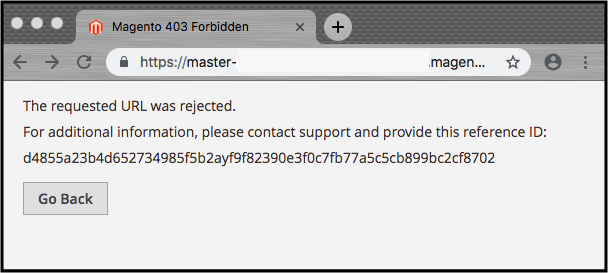 Magento 403 Forbidden
https://master- .magen...
The requested URL was rejected.
For additional information, please contact support and provide this reference ID:
d4855a23b4d652734985f5b2ayf9f82390e3f0c7fb77a5c5cb899bc2cf8702
Go Back